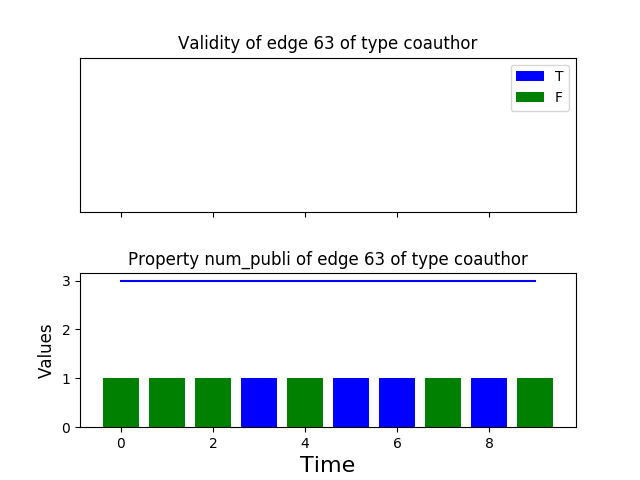 Validity of edge 63 of type coauthor
T
F
Property num_publi of edge 63 of type coauthor
3
2
1
0
Values
0 2 4 6 8
Time